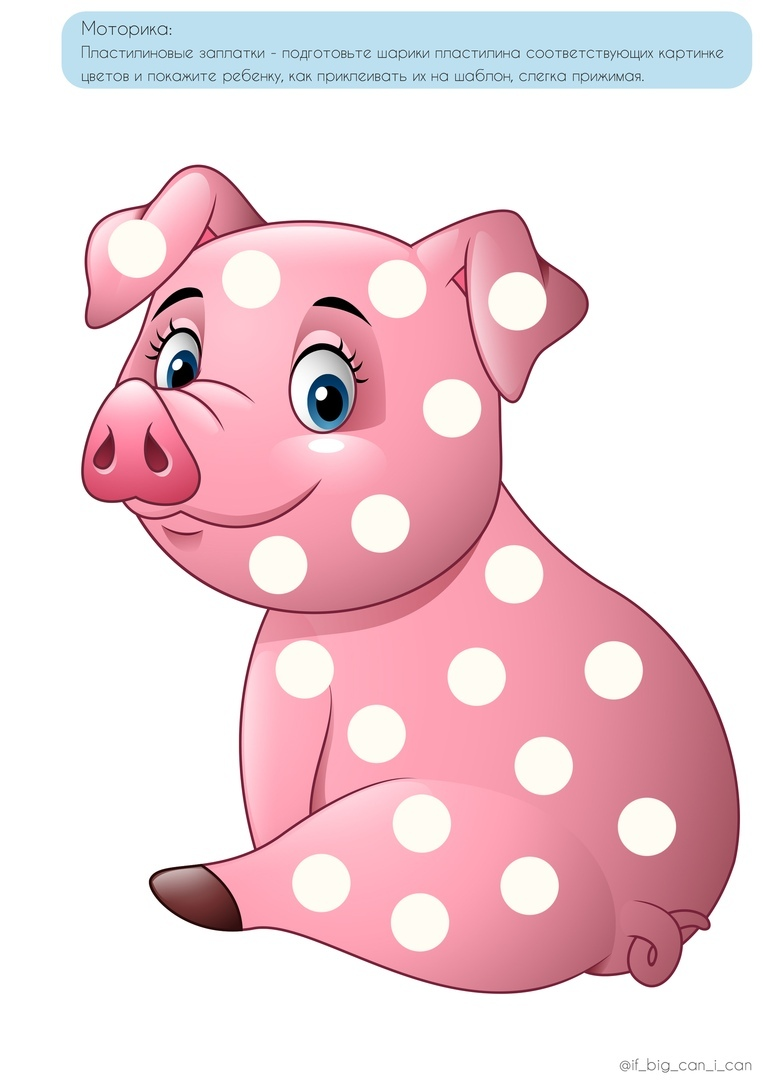 Моторика:
Пластилиновые заплатки - подготовьте шарики пластилина соответствующих картинке
цветов и покажите ребенку, как приклеивать их на шаблон, слегка прижимая.
@if_big_can_i_can